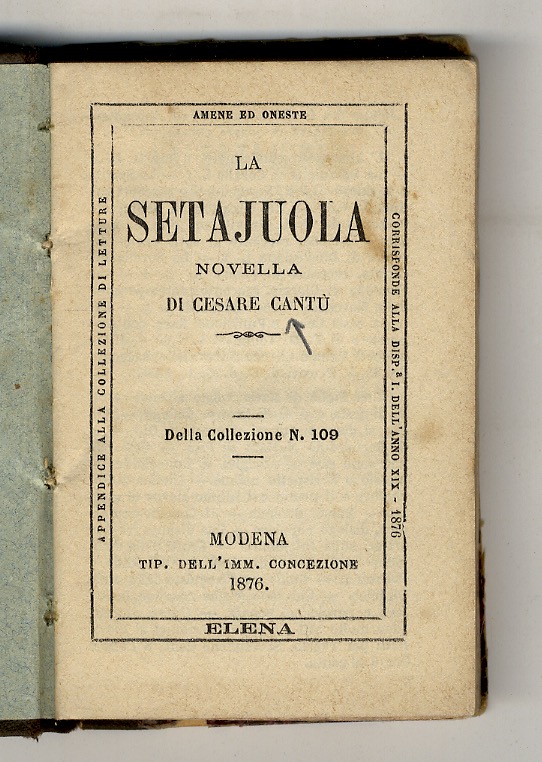 AMENE ED ONESTE
APPENDICE ALLA COLLEZIONE DI LETTURE
LA
SETAJUOLA
NOVELLA
DI CESARE CANTÙ
Della Collezione N. 109
MODENA
TIP. DELL'IMM. CONCEZIONE
1876.
CORRISPONDE ALLA DISP.ª I. DELL'ANNO XIX - 1876
ELENA